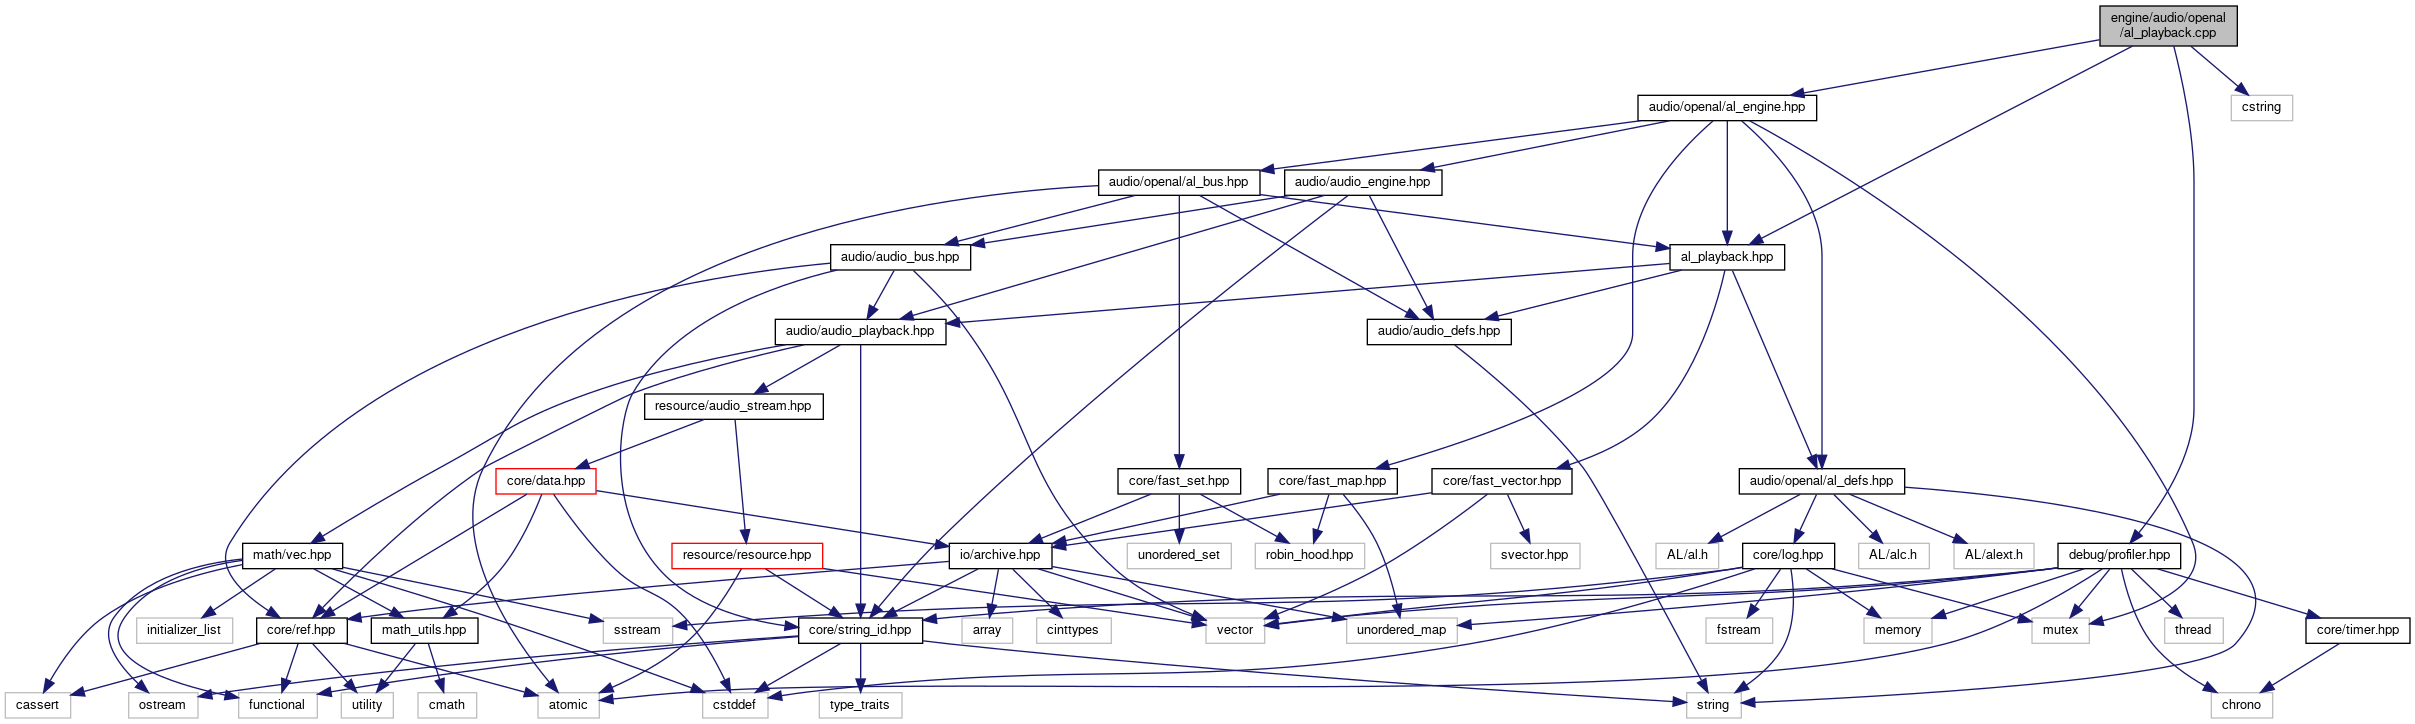 engine/audio/openal
/al_playback.cpp
audio/openal/al_engine.hpp
cstring
audio/openal/al_bus.hpp
audio/audio_engine.hpp
audio/audio_bus.hpp
al_playback.hpp
audio/audio_playback.hpp
audio/audio_defs.hpp
resource/audio_stream.hpp
core/data.hpp
core/fast_set.hpp
core/fast_map.hpp
core/fast_vector.hpp
audio/openal/al_defs.hpp
math/vec.hpp
resource/resource.hpp
io/archive.hpp
unordered_set
robin_hood.hpp
svector.hpp
AL/al.h
core/log.hpp
AL/alc.h
AL/alext.h
debug/profiler.hpp
initializer_list
core/ref.hpp
math_utils.hpp
sstream
core/string_id.hpp
array
cinttypes
vector
unordered_map
fstream
memory
mutex
thread
core/timer.hpp
cassert
ostream
functional
utility
cmath
atomic
cstddef
type_traits
string
chrono